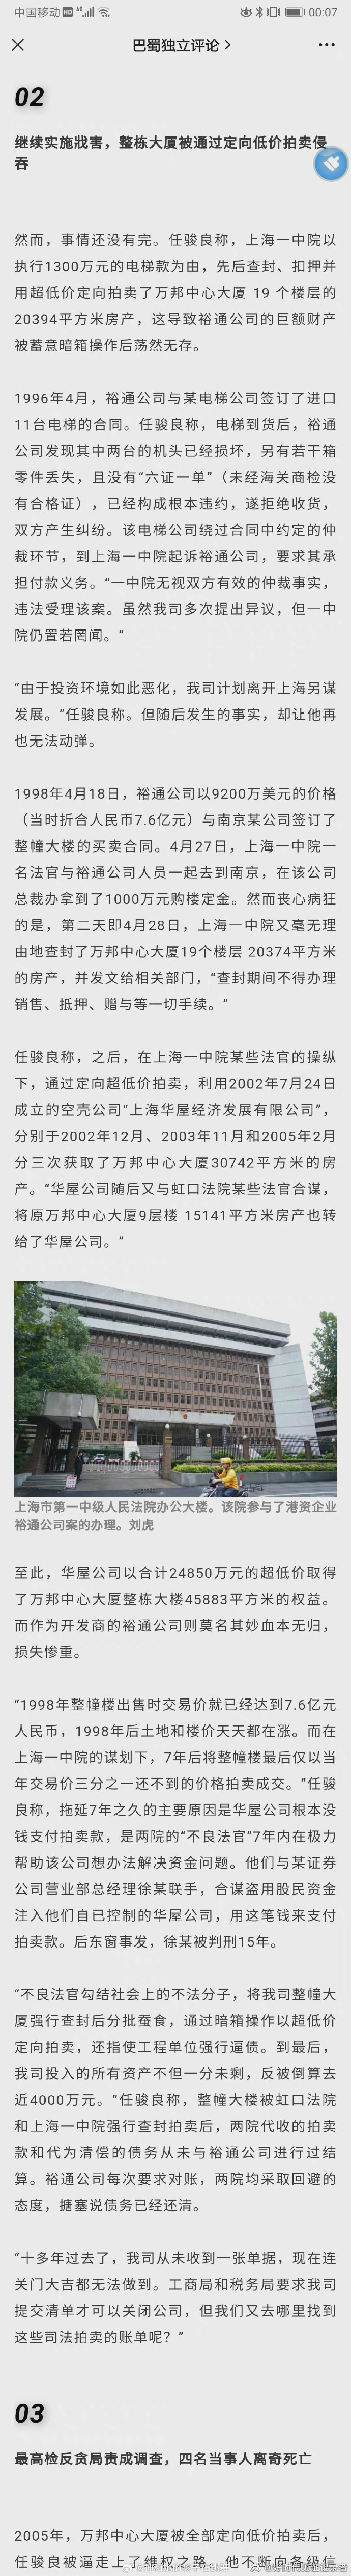 中国移动 HD 4G 00:07
巴蜀独立评论
02
继续实施戕害，整栋大厦被通过定向低价拍卖侵
吞
然而，事情还没有完。任骏良称，上海一中院以
执行1300万元的电梯款为由，先后查封、扣押并
用超低价定向拍卖了万邦中心大厦 19 个楼层的
20394平方米房产，这导致裕通公司的巨额财产
被蓄意暗箱操作后荡然无存。
1996年4月，裕通公司与某电梯公司签订了进口
11台电梯的合同。任骏良称，电梯到货后，裕通
公司发现其中两台的机头已经损坏，另有若干箱
零件丢失，且没有“六证一单”（未经海关商检没
有合格证），已经构成根本违约，遂拒绝收货，
双方产生纠纷。该电梯公司绕过合同中约定的仲
裁环节，到上海一中院起诉裕通公司，要求其承
担付款义务。“一中院无视双方有效的仲裁事实，
违法受理该案。虽然我司多次提出异议，但一中
院仍置若罔闻。”
“由于投资环境如此恶化，我司计划离开上海另谋
发展。”任骏良称。但随后发生的事实，却让他再
也无法动弹。
1998年4月18日，裕通公司以9200万美元的价格
（当时折合人民币7.6亿元）与南京某公司签订了
整幢大楼的买卖合同。4月27日，上海一中院一
名法官与裕通公司人员一起去到南京，在该公司
总裁办拿到了1000万元购楼定金。然而丧心病狂
的是，第二天即4月28日，上海一中院又毫无理
由地查封了万邦中心大厦19个楼层 20374平方米
的房产，并发文给相关部门，“查封期间不得办理
销售、抵押、赠与等一切手续。”
任骏良称，之后，在上海一中院某些法官的操纵
下，通过定向超低价拍卖，利用2002年7月24日
成立的空壳公司“上海华屋经济发展有限公司”，
分别于2002年12月、2003年11月和2005年2月
分三次获取了万邦中心大厦30742平方米的房
产。“华屋公司随后又与虹口法院某些法官合谋，
将原万邦中心大厦9层楼 15141平方米房产也转
给了华屋公司。”
上海市第一中级人民法院办公大楼。该院参与了港资企业
裕通公司案的办理。刘虎
至此，华屋公司以合计24850万元的超低价取得
了万邦中心大厦整栋大楼45883平方米的权益。
而作为开发商的裕通公司则莫名其妙血本无归，
损失惨重。
“1998年整幢楼出售时交易价就已经达到7.6亿元
人民币，1998年后土地和楼价天天都在涨。而在
上海一中院的谋划下，7年后将整幢楼最后仅以当
年交易价三分之一还不到的价格拍卖成交。”任骏
良称，拖延7年之久的主要原因是华屋公司根本没
钱支付拍卖款，是两院的“不良法官”7年内在极力
帮助该公司想办法解决资金问题。他们与某证券
公司营业部总经理徐某联手，合谋盗用股民资金
注入他们自已控制的华屋公司，用这笔钱来支付
拍卖款。后东窗事发，徐某被判刑15年。
“不良法官勾结社会上的不法分子，将我司整幢大
厦强行查封后分批蚕食，通过暗箱操作以超低价
定向拍卖，还指使工程单位强行逼债。到最后，
我司投入的所有资产不但一分未剩，反被倒算去
近4000万元。”任骏良称，整幢大楼被虹口法院
和上海一中院强行查封拍卖后，两院代收的拍卖
款和代为清偿的债务从未与裕通公司进行过结
算。裕通公司每次要求对账，两院均采取回避的
态度，搪塞说债务已经还清。
“十多年过去了，我司从未收到一张单据，现在连
关门大吉都无法做到。工商局和税务局要求我司
提交清单才可以关闭公司，但我们又去哪里找到
这些司法拍卖的账单呢？”
03
最高检反贪局责成调查，四名当事人离奇死亡
2005年，万邦中心大厦被全部定向低价拍卖后，
任骏良被逼走上了维权之路。他不断向各级信